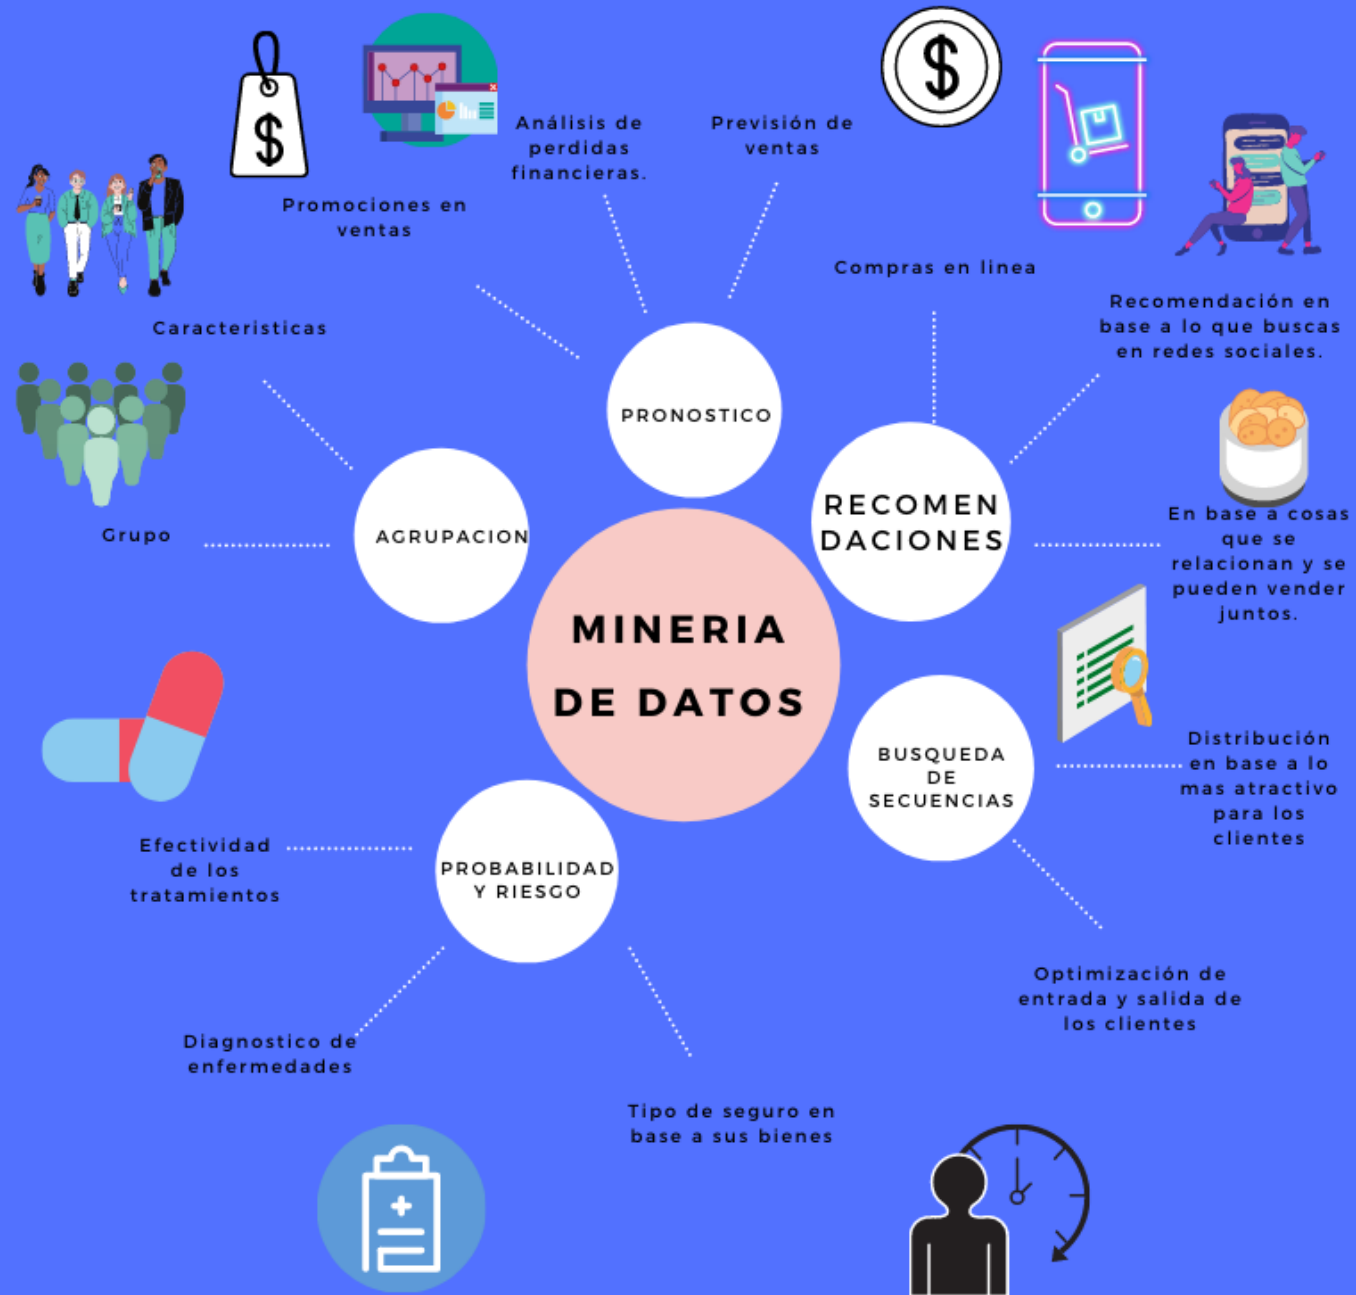 Análisis de
perdidas
financieras.
Previsión de
ventas
Promociones en
ventas
Compras en linea
Recomendación en
base a lo que buscas
en redes sociales.
Caracteristicas
PRONOSTICO
RECOMEN
DACIONES
En base a cosas
que se
relacionan y se
pueden vender
juntos.
Grupo
AGRUPACION
MINERIA
DE DATOS
BUSQUEDA
DE
SECUENCIAS
Distribución
en base a lo
mas atractivo
para los
clientes
Efectividad
de los
tratamientos
PROBABILIDAD
Y RIESGO
Optimización de
entrada y salida de
los clientes
Diagnostico de
enfermedades
Tipo de seguro en
base a sus bienes
$
$